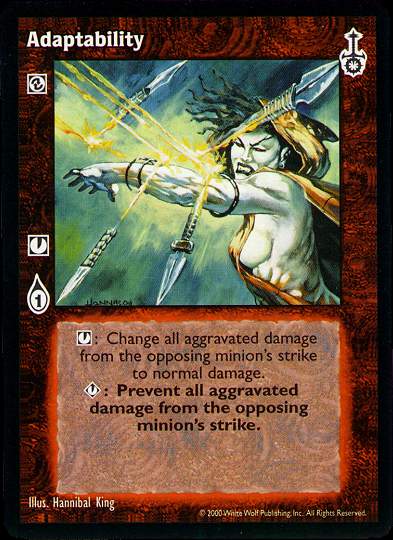 Adaptability
HANNIBAL
1
: Change all aggravated damage
from the opposing minion's strike
to normal damage.
: Prevent all aggravated
damage from the opposing
minion's strike.
Illus. Hannibal King
© 2000 White Wolf Publishing, Inc. All Rights Reserved.